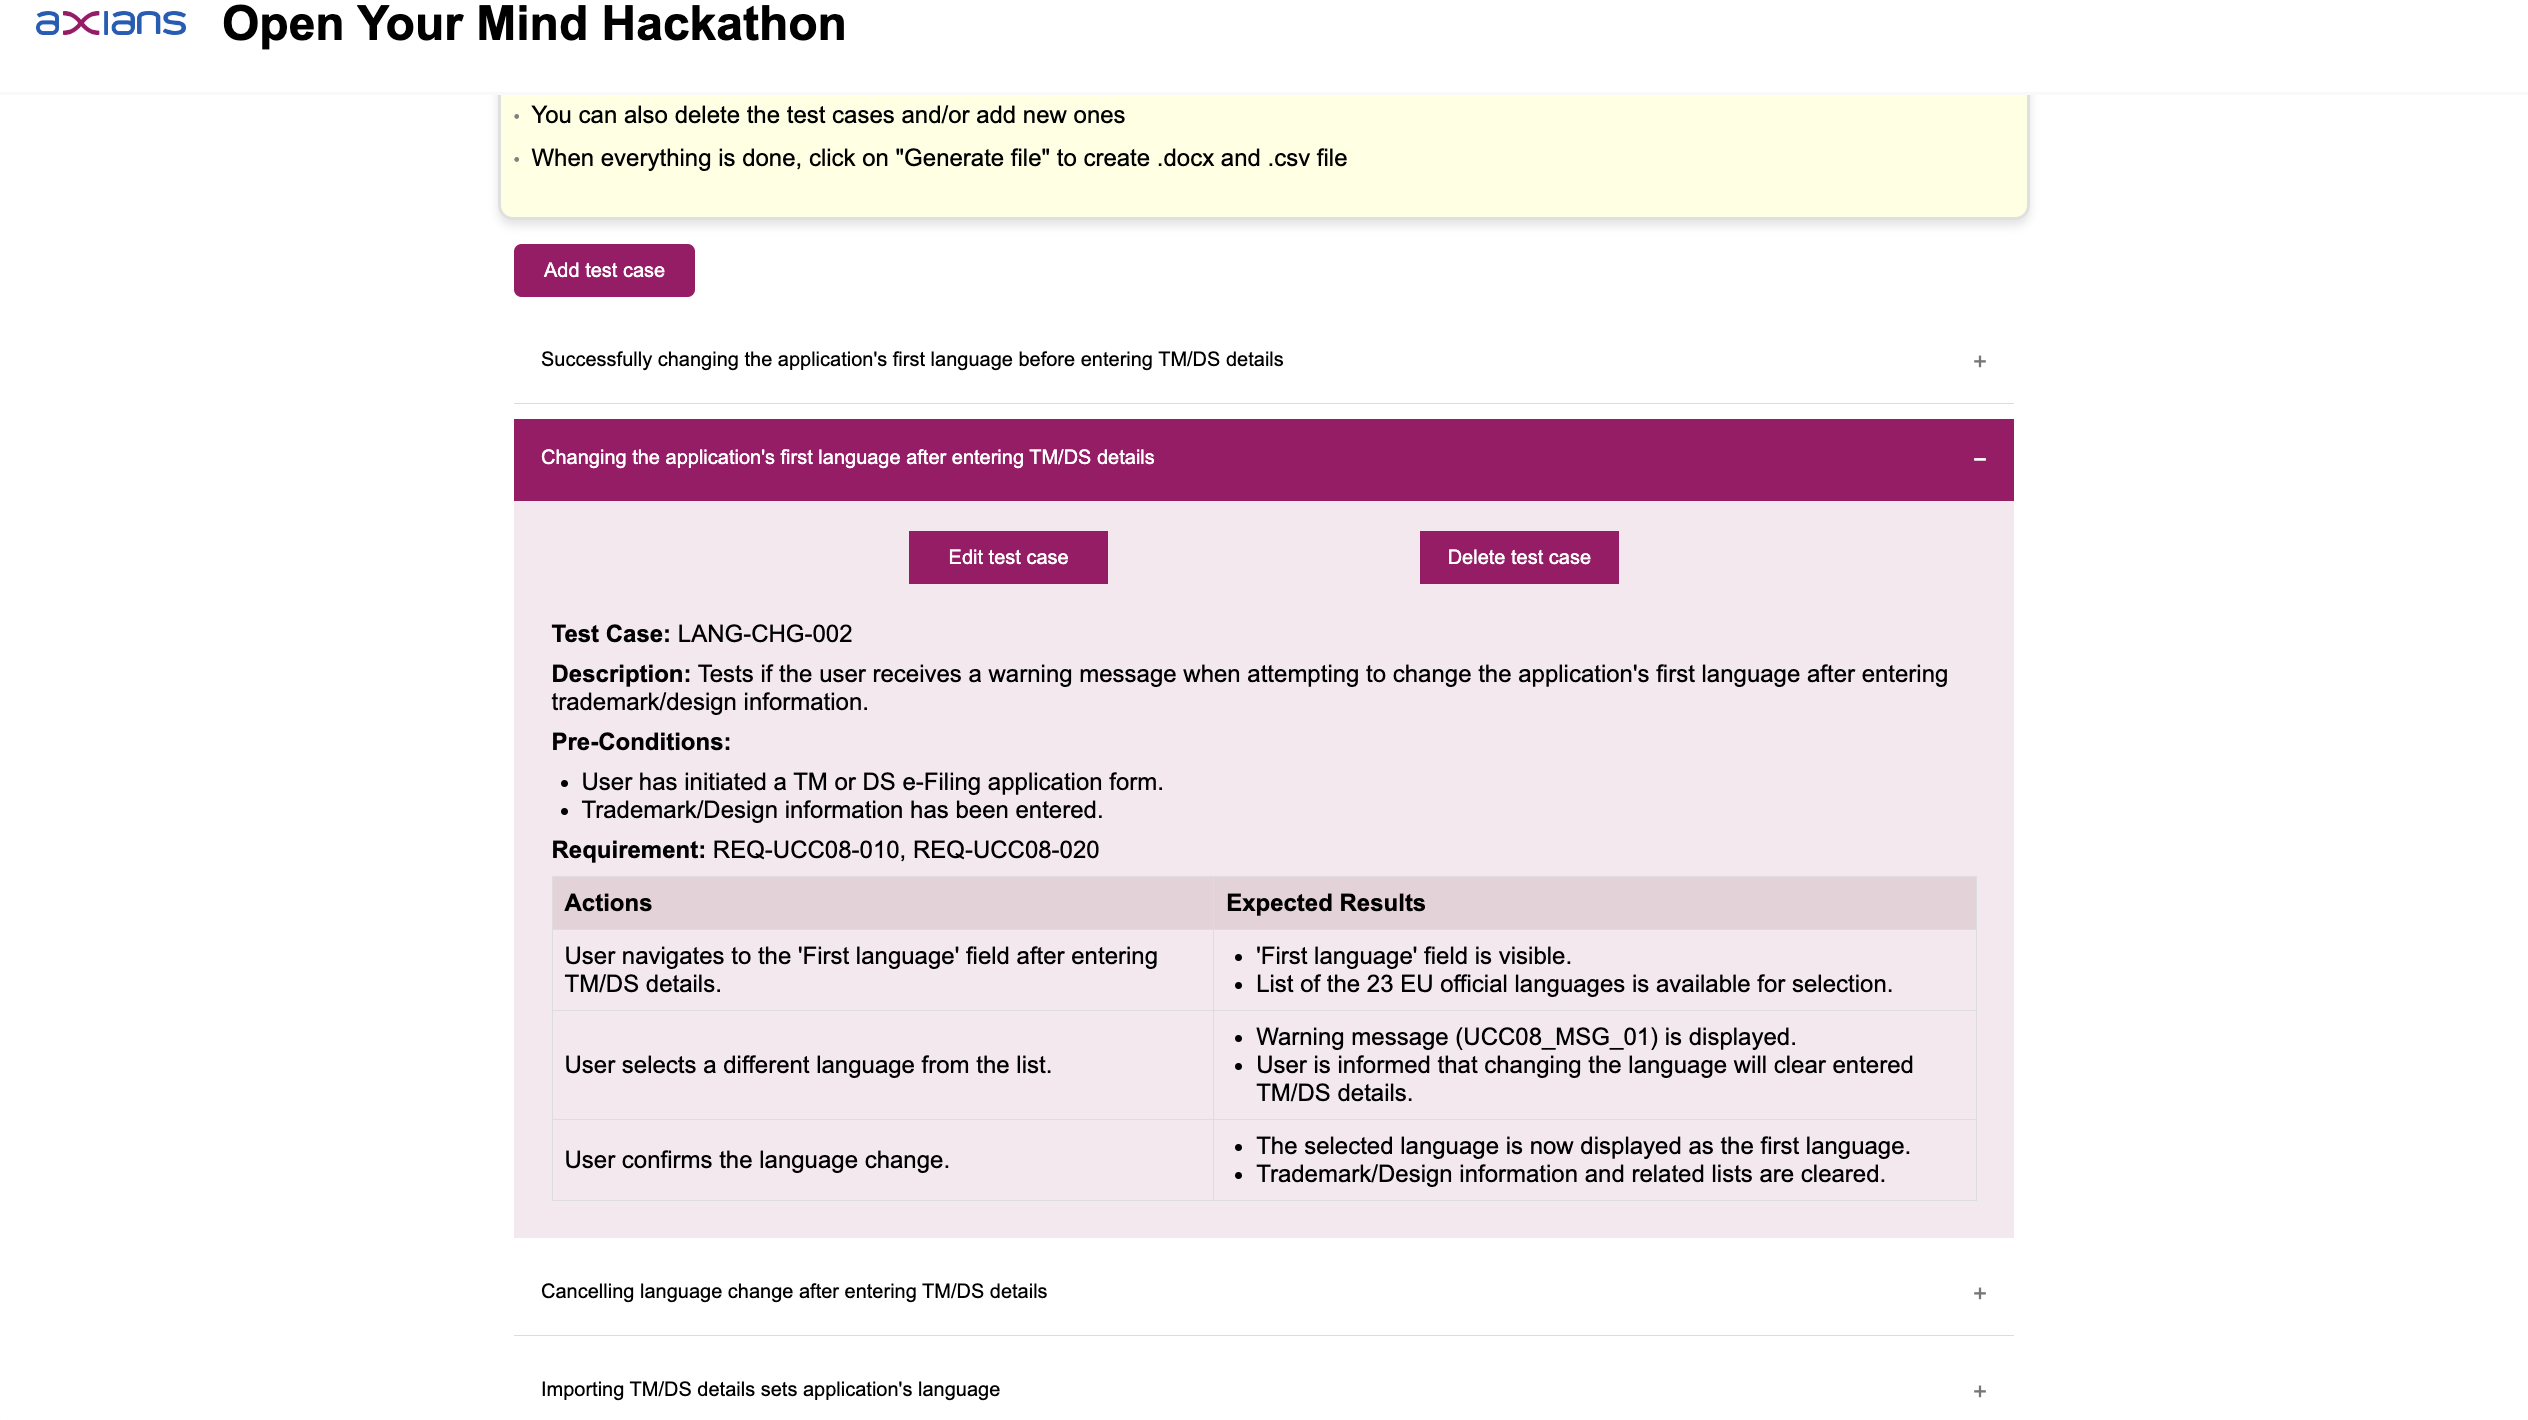 axians Open Your Mind Hackathon
• You can also delete the test cases and/or add new ones
• When everything is done, click on "Generate file" to create .docx and .csv file
Add test case
Successfully changing the application's first language before entering TM/DS details +
Changing the application's first language after entering TM/DS details −
Edit test case Delete test case
Test Case: LANG-CHG-002
Description: Tests if the user receives a warning message when attempting to change the application's first language after entering
trademark/design information.
Pre-Conditions:
• User has initiated a TM or DS e-Filing application form.
• Trademark/Design information has been entered.
Requirement: REQ-UCC08-010, REQ-UCC08-020
Actions Expected Results
User navigates to the 'First language' field after entering
TM/DS details.
• 'First language' field is visible.
• List of the 23 EU official languages is available for selection.
User selects a different language from the list.
• Warning message (UCC08_MSG_01) is displayed.
• User is informed that changing the language will clear entered
TM/DS details.
User confirms the language change.
• The selected language is now displayed as the first language.
• Trademark/Design information and related lists are cleared.
Cancelling language change after entering TM/DS details +
Importing TM/DS details sets application's language +